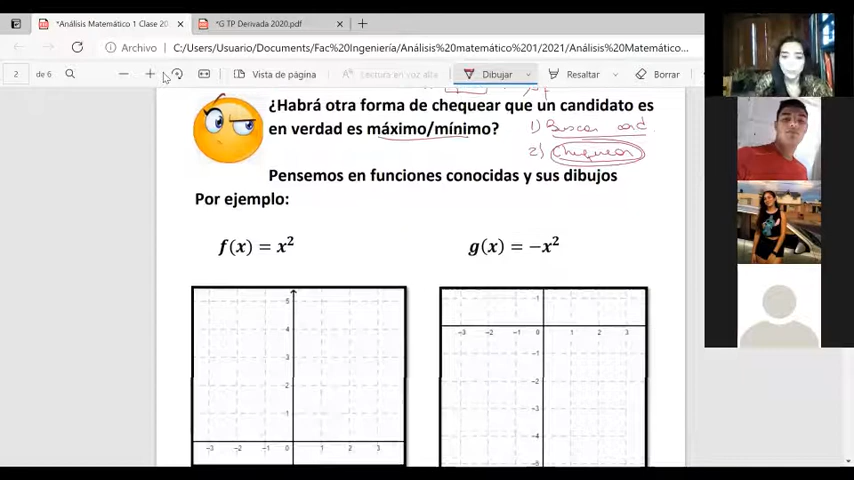 *Análisis Matemático 1 Clase 20
*G TP Derivada 2020.pdf
Archivo
C:/Users/Usuario/Documents/Fac%20Ingeniería/Análisis%20matemático%201/2021/Análisis%20Matemático...
2 de 6
Vista de página
Lectura en voz alta
Dibujar
Resaltar
Borrar
¿Habrá otra forma de chequear que un candidato es
en verdad es máximo/mínimo?
1) Buscar cand
2) Chequear
Pensemos en funciones conocidas y sus dibujos
Por ejemplo:
f(x) = x²
g(x) = −x²
5
4
3
2
1
-3 -2 -1 0 1 2 3
1
-3 -2 -1 0 1 2 3
-1
-2
-3
-4
-5